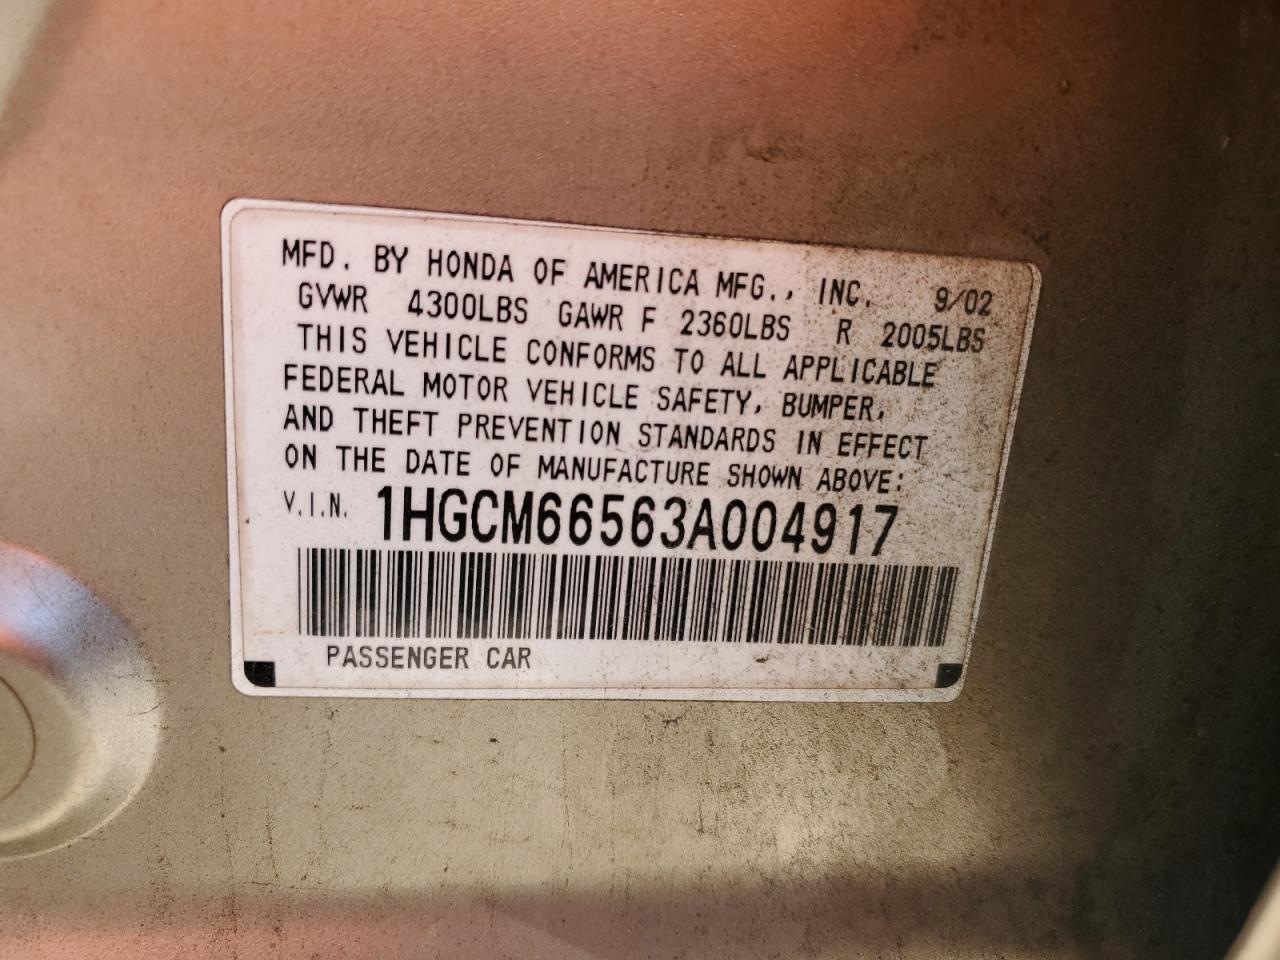 MFD. BY HONDA OF AMERICA MFG., INC. 9/02
GVWR 4300LBS GAWR F 2360LBS R 2005LBS
THIS VEHICLE CONFORMS TO ALL APPLICABLE
FEDERAL MOTOR VEHICLE SAFETY, BUMPER,
AND THEFT PREVENTION STANDARDS IN EFFECT
ON THE DATE OF MANUFACTURE SHOWN ABOVE:
V.I.N. 1HGCM66563A004917
PASSENGER CAR